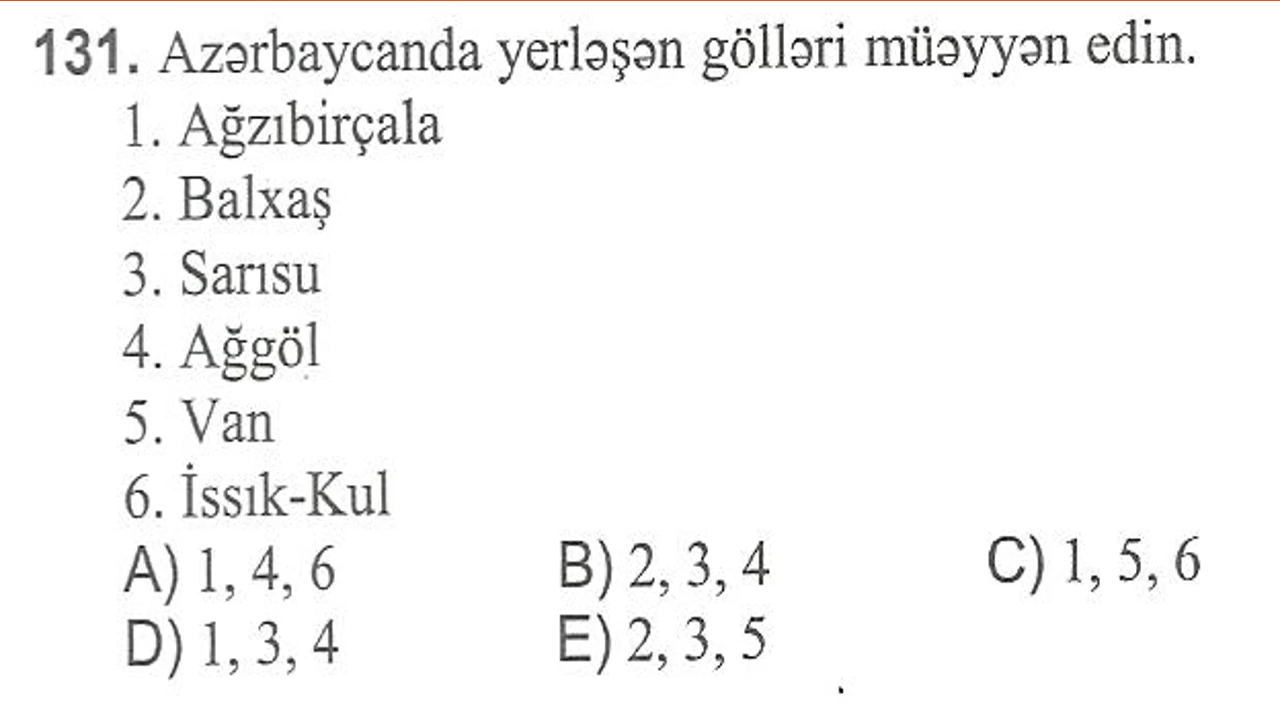 131. Azərbaycanda yerləşən gölləri müəyyən edin.
1. Ağzıbirçala
2. Balxaş
3. Sarısu
4. Ağgöl
5. Van
6. İssık-Kul
A) 1, 4, 6 B) 2, 3, 4 C) 1, 5, 6
D) 1, 3, 4 E) 2, 3, 5